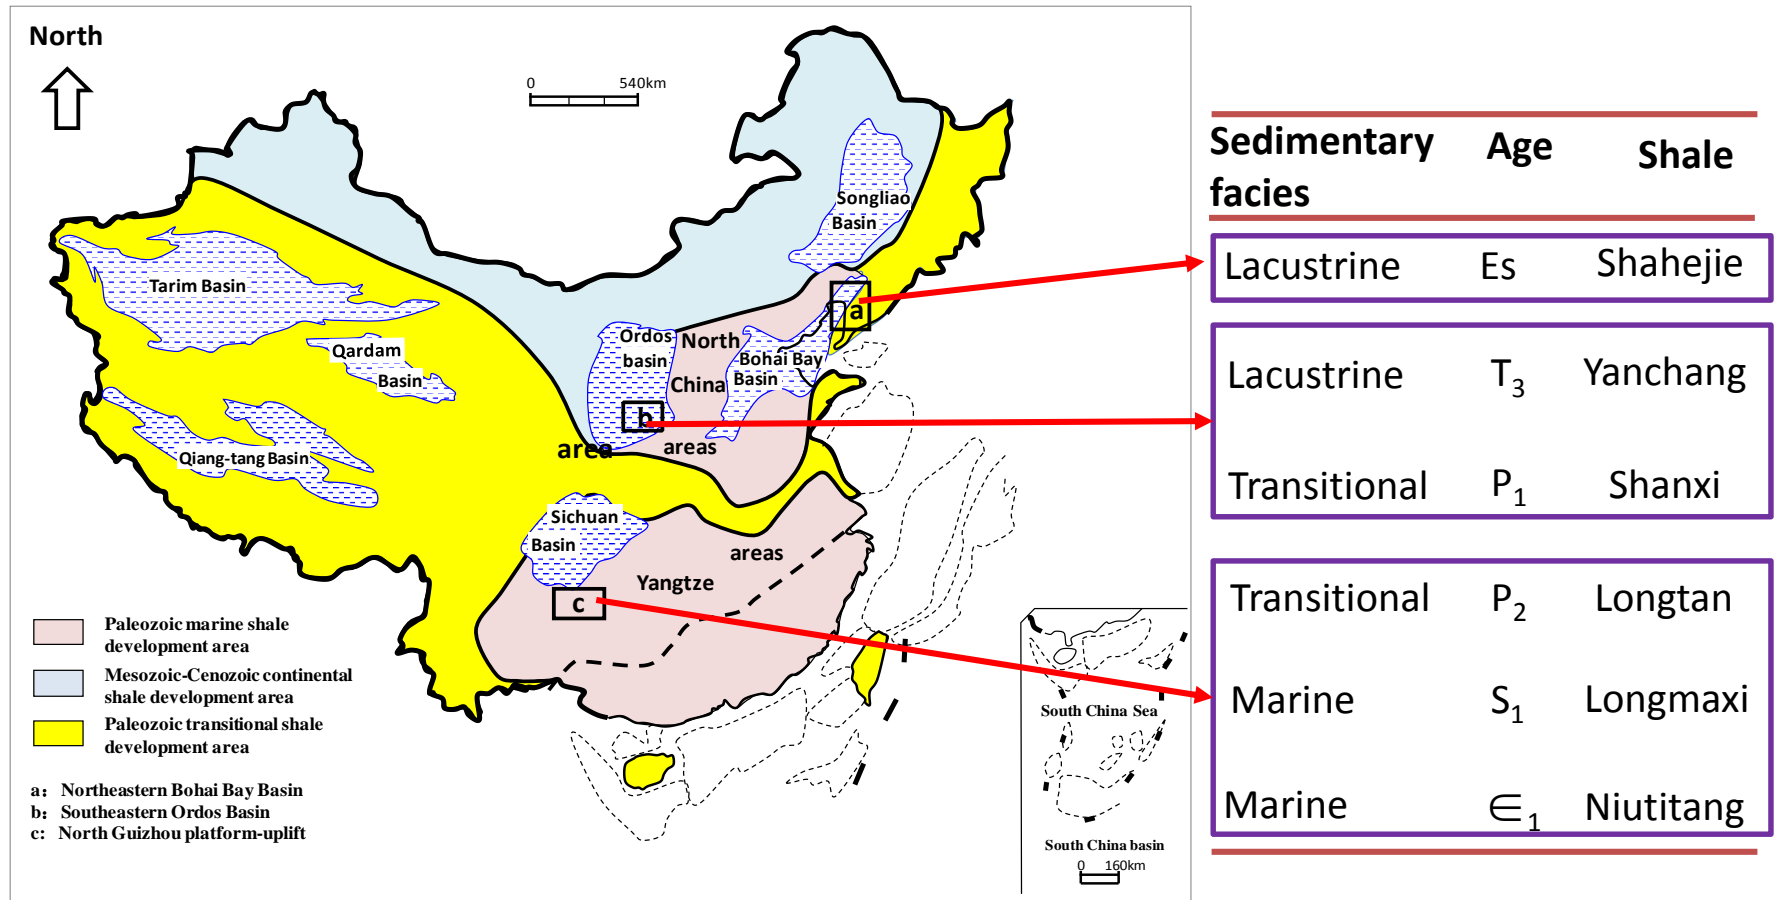 North
0 540km
Songliao
Basin
Tarim Basin
Qardam
Basin
Qiang-tang Basin
Ordos
basin
North
China
areas
Bohai Bay
Basin
a
b
area
Sichuan
Basin
areas
Yangtze
c
Paleozoic marine shale
development area
Mesozoic-Cenozoic continental
shale development area
Paleozoic transitional shale
development area
a: Northeastern Bohai Bay Basin
b: Southeastern Ordos Basin
c: North Guizhou platform-uplift
South China Sea
South China basin
0 160km
Sedimentary facies Age Shale
Lacustrine Es Shahejie
Lacustrine T3 Yanchang
Transitional P1 Shanxi
Transitional P2 Longtan
Marine S1 Longmaxi
Marine ∈1 Niutitang